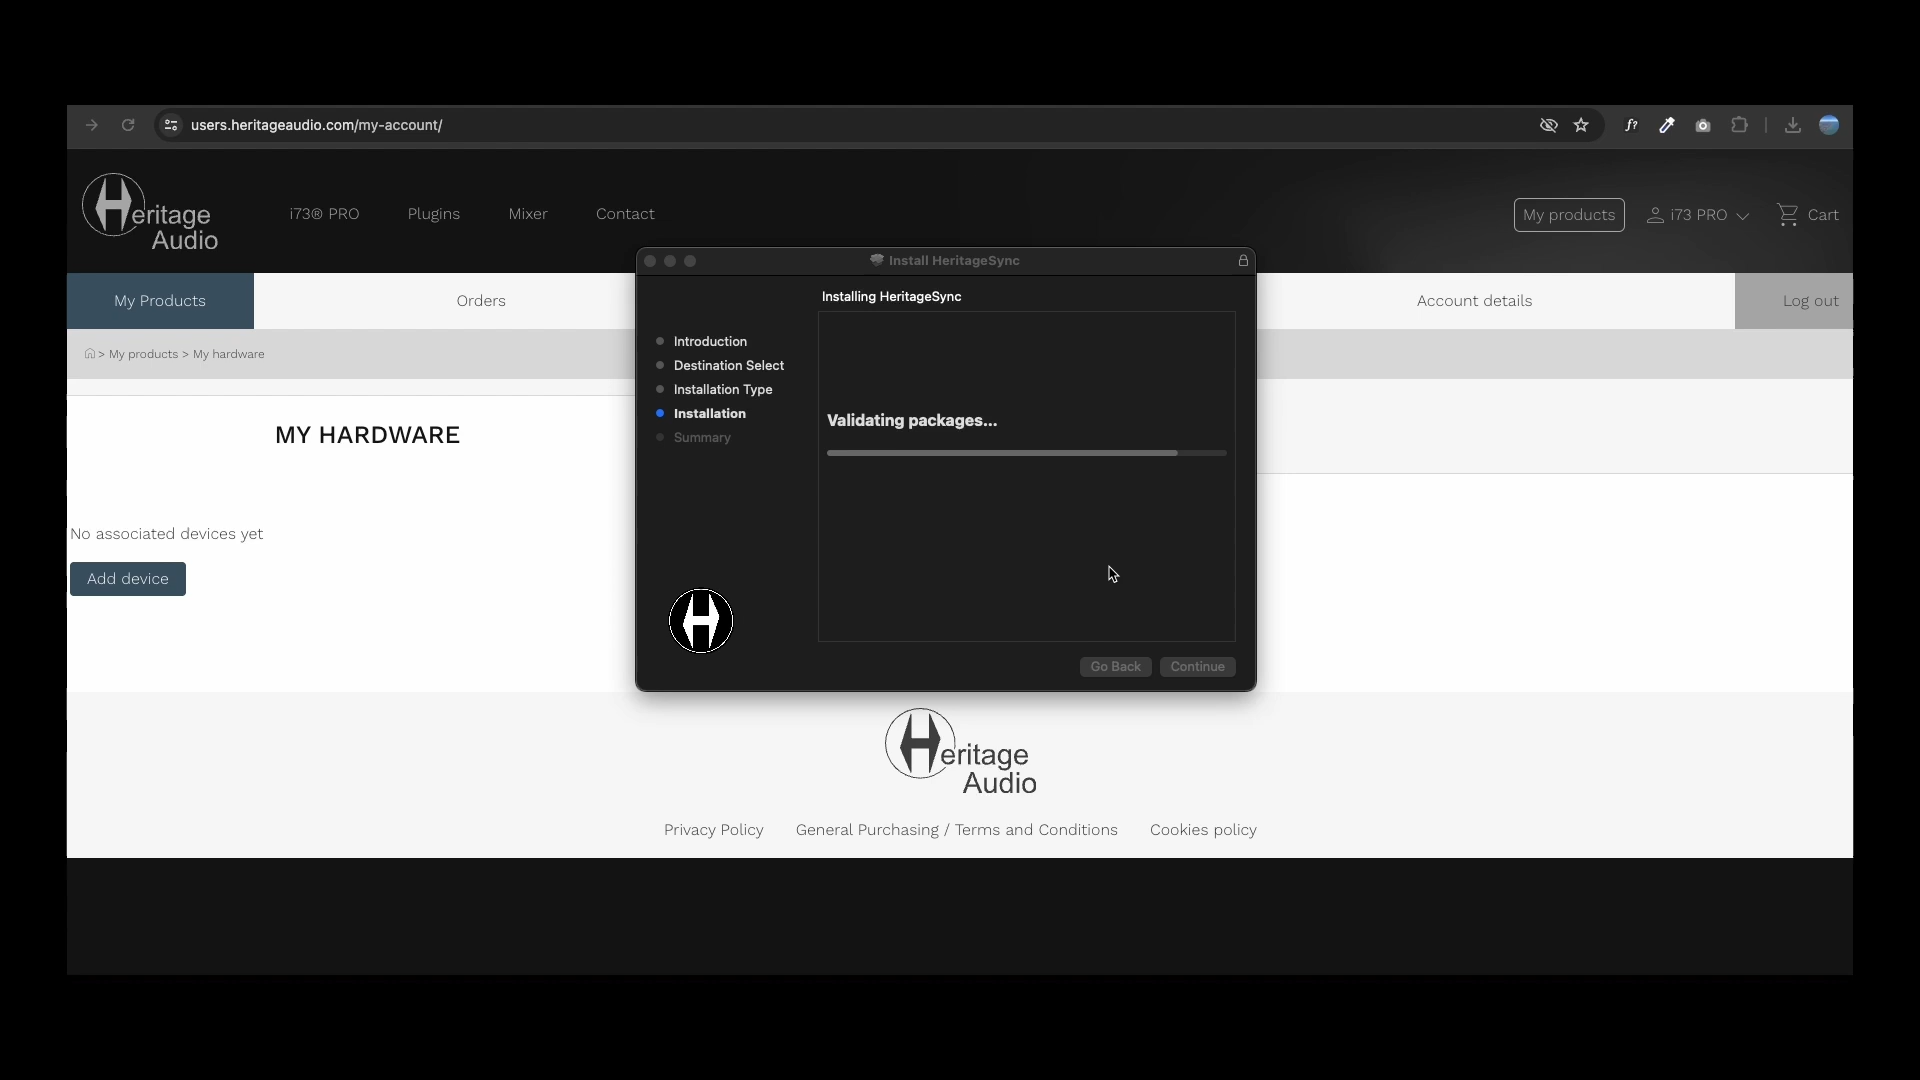 users.heritageaudio.com/my-account/
f?
Heritage
Audio
i73® PRO
Plugins
Mixer
Contact
My products
i73 PRO
Cart
My Products
Orders
Account details
Log out
> My products > My hardware
MY HARDWARE
No associated devices yet
Add device
Install HeritageSync
Installing HeritageSync
Introduction
Destination Select
Installation Type
Installation
Summary
Validating packages...
H
Go Back
Continue
Heritage
Audio
Privacy Policy
General Purchasing / Terms and Conditions
Cookies policy